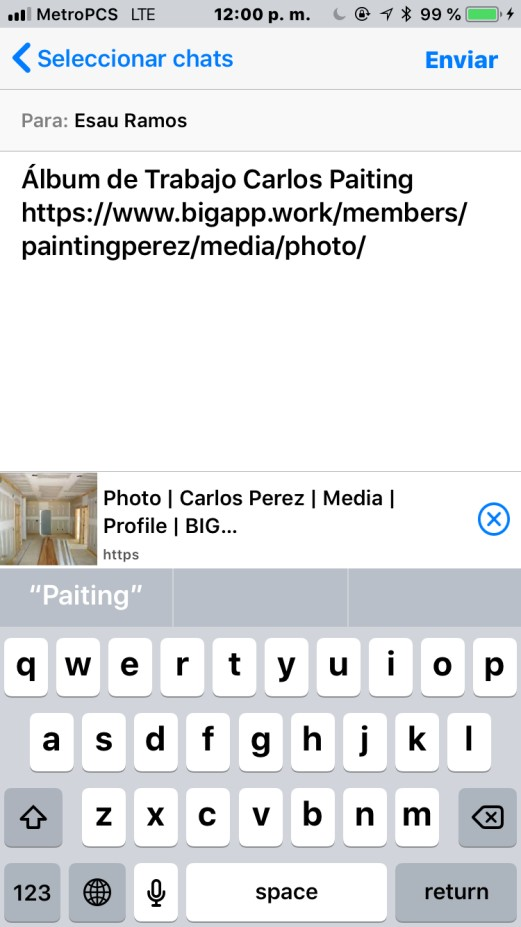 MetroPCS LTE 12:00 p. m. 99 %
Seleccionar chats Enviar
Para: Esau Ramos
Álbum de Trabajo Carlos Paiting
https://www.bigapp.work/members/
paintingperez/media/photo/
Photo | Carlos Perez | Media |
Profile | BIG...
https
“Paiting”
q w e r t y u i o p
a s d f g h j k l
z x c v b n m
123 space return